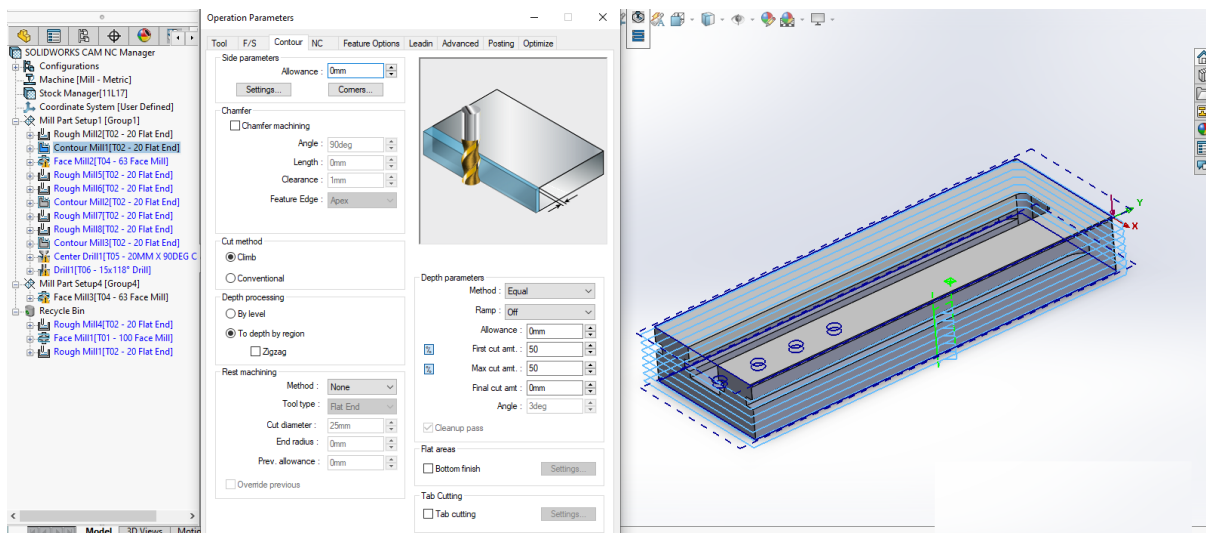 Operation Parameters
SOLIDWORKS CAM NC Manager
Configurations
Machine [Mill - Metric]
Stock Manager[11L17]
Coordinate System [User Defined]
Mill Part Setup1 [Group1]
Rough Mill2[T02 - 20 Flat End]
Contour Mill1[T02 - 20 Flat End]
Face Mill2[T04 - 63 Face Mill]
Rough Mill5[T02 - 20 Flat End]
Rough Mill6[T02 - 20 Flat End]
Contour Mill2[T02 - 20 Flat End]
Rough Mill7[T02 - 20 Flat End]
Rough Mill8[T02 - 20 Flat End]
Contour Mill3[T02 - 20 Flat End]
Center Drill1[T05 - 20MM X 90DEG C
Drill1[T06 - 15x118° Drill]
Mill Part Setup4 [Group4]
Face Mill3[T04 - 63 Face Mill]
Recycle Bin
Rough Mill4[T02 - 20 Flat End]
Face Mill1[T01 - 100 Face Mill]
Rough Mill1[T02 - 20 Flat End]
Model 3D Views Motio
Tool F/S Contour NC Feature Options Leadin Advanced Posting Optimize
Side parameters
Allowance : 0mm
Settings... Corners...
Chamfer
Chamfer machining
Angle : 90deg
Length : 0mm
Clearance : 1mm
Feature Edge : Apex
Cut method
Climb
Conventional
Depth processing
By level
To depth by region
Zigzag
Rest machining
Method : None
Tool type : Flat End
Cut diameter : 25mm
End radius : 0mm
Prev. allowance : 0mm
Override previous
Depth parameters
Method : Equal
Ramp : Off
Allowance : 0mm
% First cut amt. : 50
% Max cut amt. : 50
Final cut amt : 0mm
Angle : 3deg
Cleanup pass
Flat areas
Bottom finish Settings...
Tab Cutting
Tab cutting Settings...
Y
X